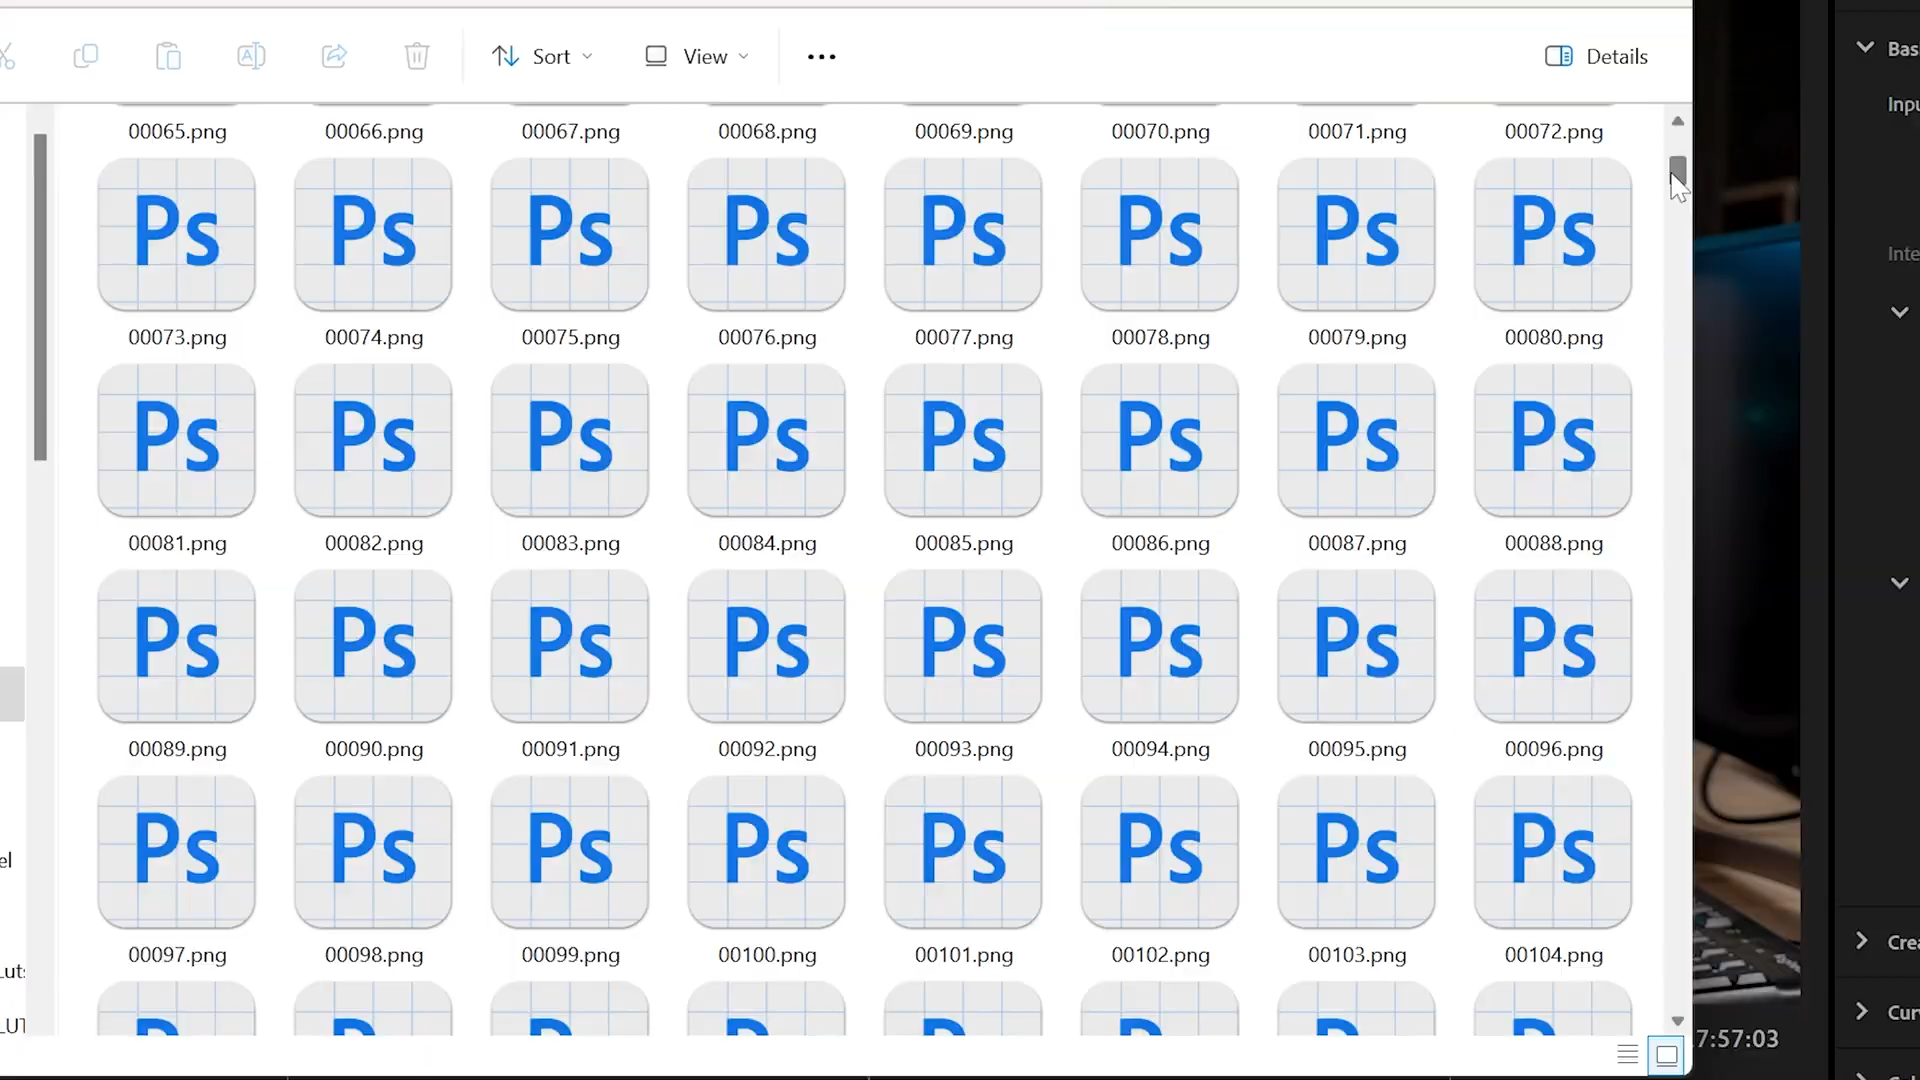 Sort View ••• Details
00065.png 00066.png 00067.png 00068.png 00069.png 00070.png 00071.png 00072.png
Ps Ps Ps Ps Ps Ps Ps Ps
00073.png 00074.png 00075.png 00076.png 00077.png 00078.png 00079.png 00080.png
Ps Ps Ps Ps Ps Ps Ps Ps
00081.png 00082.png 00083.png 00084.png 00085.png 00086.png 00087.png 00088.png
Ps Ps Ps Ps Ps Ps Ps Ps
00089.png 00090.png 00091.png 00092.png 00093.png 00094.png 00095.png 00096.png
Ps Ps Ps Ps Ps Ps Ps Ps
00097.png 00098.png 00099.png 00100.png 00101.png 00102.png 00103.png 00104.png
el
Luts
_LUT
7:57:03
Bas
Inpu
Inte
Crea
Cur